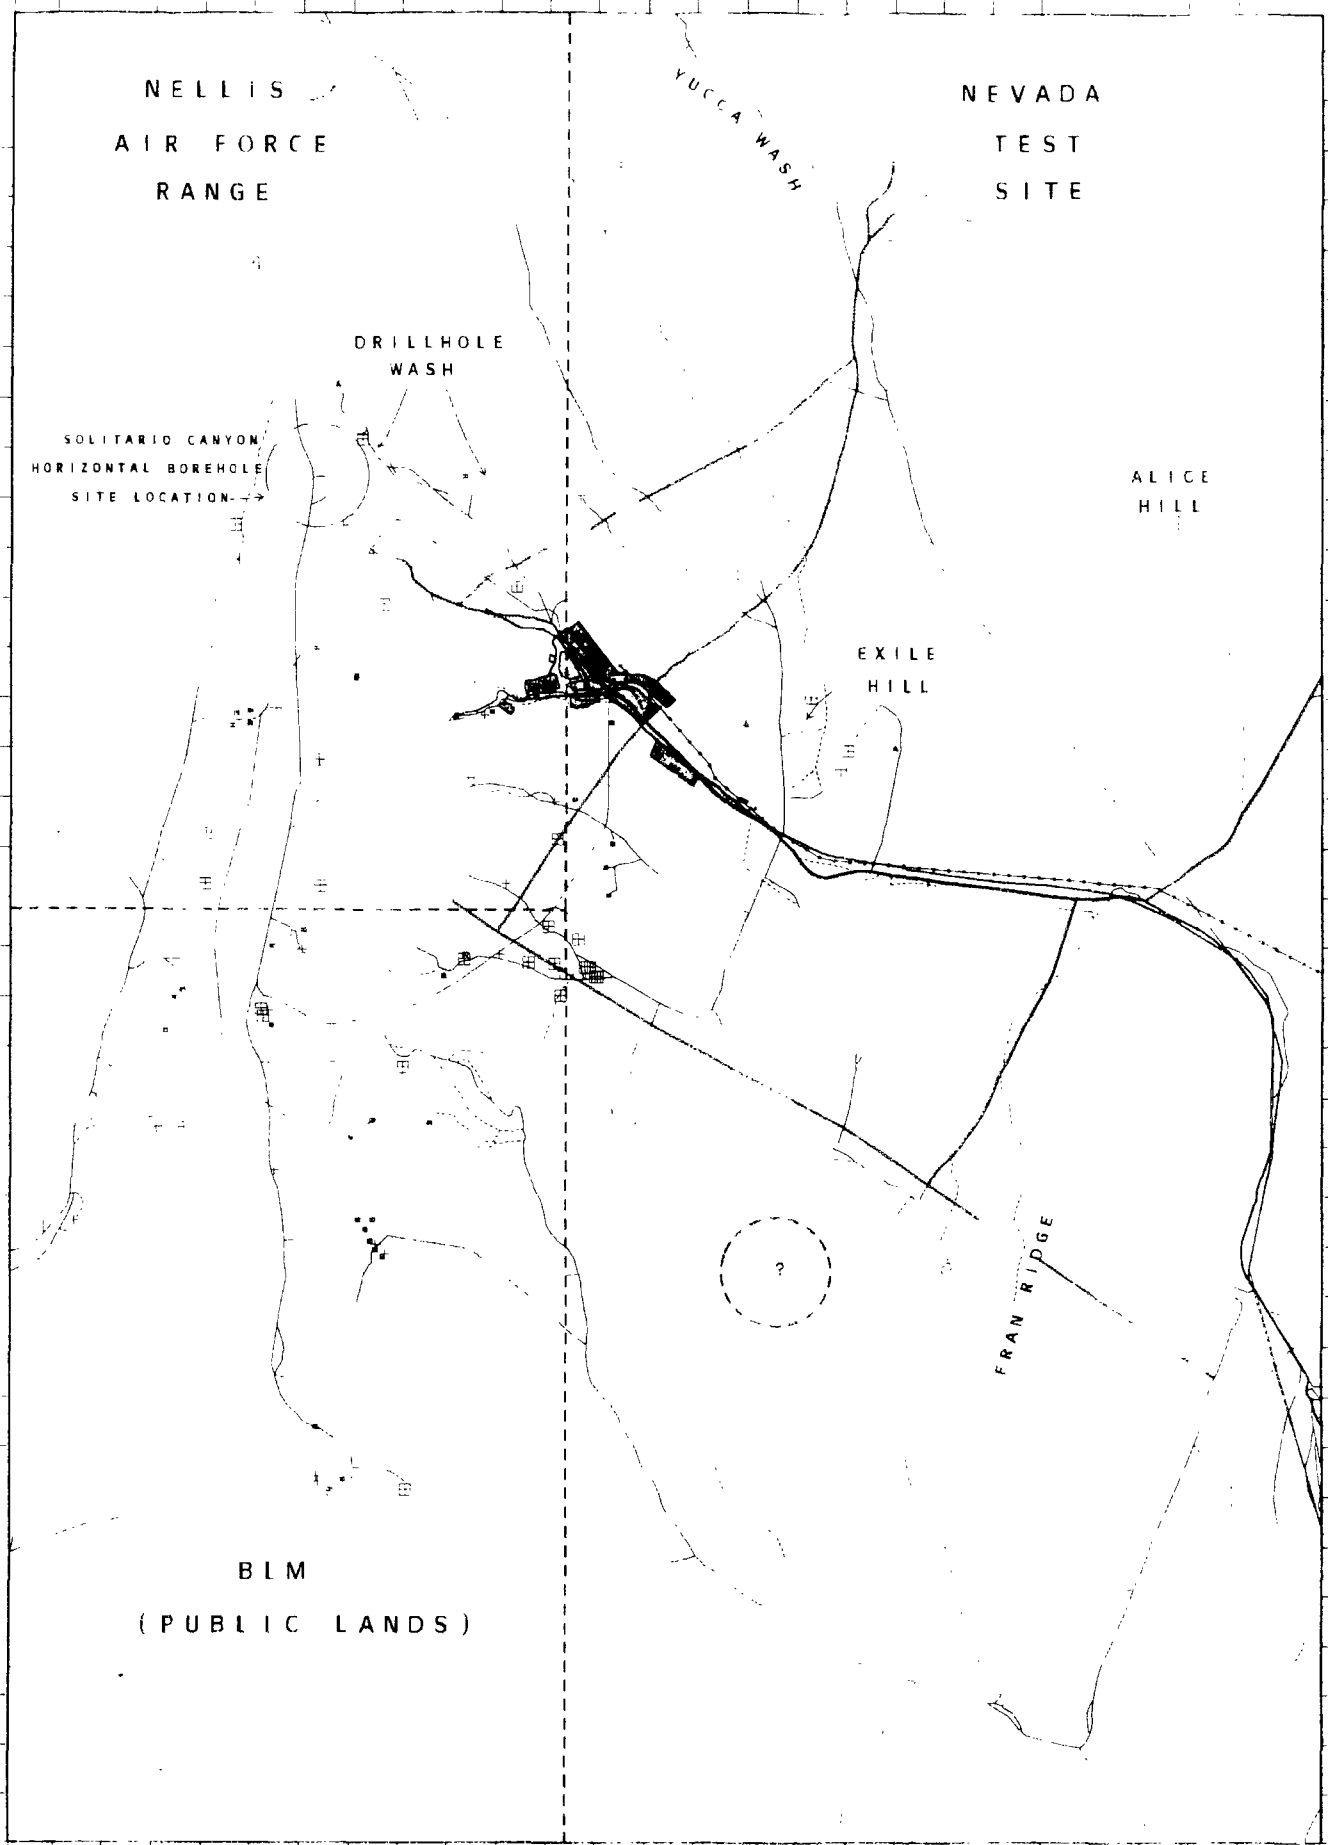 NELLIS
AIR FORCE
RANGE
YUCCA WASH
NEVADA
TEST
SITE
DRILLHOLE
WASH
SOLITARIO CANYON
HORIZONTAL BOREHOLE
SITE LOCATION
ALICE
HILL
EXILE
HILL
?
FRAN RIDGE
BLM
(PUBLIC LANDS)